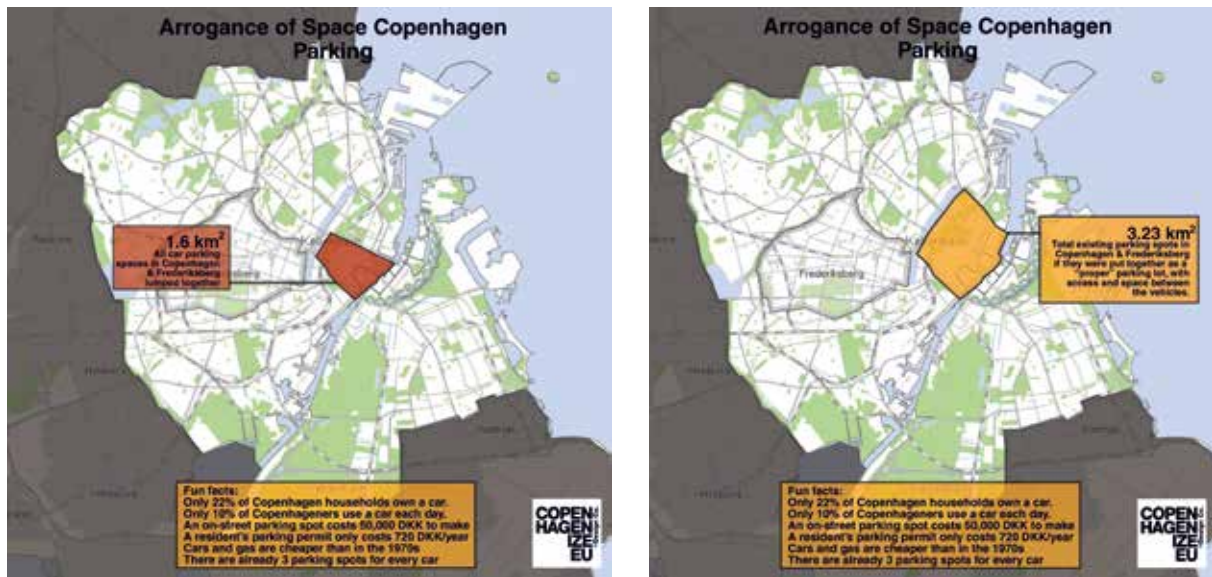 Arrogance of Space Copenhagen
Parking
1.6 km²
All car parking
spaces in Copenhagen
& Frederiksberg
lumped together
Fun facts:
Only 22% of Copenhagen households own a car.
Only 10% of Copenhageners use a car each day.
An on-street parking spot costs 50,000 DKK to make
A resident's parking permit only costs 720 DKK/year
Cars and gas are cheaper than in the 1970s
There are already 3 parking spots for every car
COPEN
HAGEN
IZE.EU
Arrogance of Space Copenhagen
Parking
Frederiksberg
3.23 km²
Total existing parking spots in
Copenhagen & Frederiksberg
if they were put together as a
"proper" parking lot, with
access and space between
the vehicles.
Fun facts:
Only 22% of Copenhagen households own a car.
Only 10% of Copenhageners use a car each day.
An on-street parking spot costs 50,000 DKK to make
A resident's parking permit only costs 720 DKK/year
Cars and gas are cheaper than in the 1970s
There are already 3 parking spots for every car
COPEN
HAGEN
IZE.EU